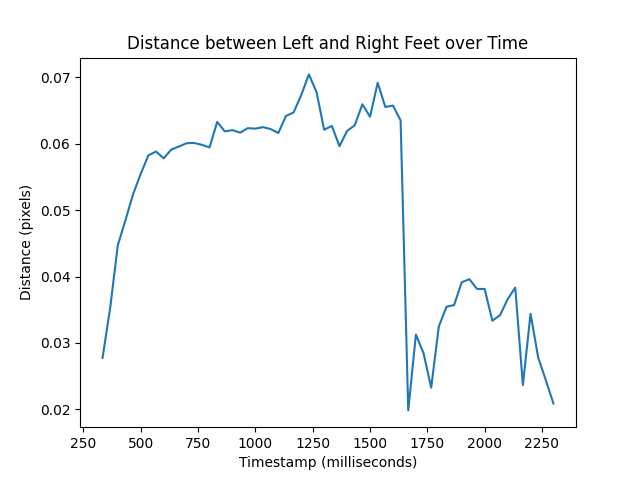 Distance between Left and Right Feet over Time
Distance (pixels)
0.07
0.06
0.05
0.04
0.03
0.02
250 500 750 1000 1250 1500 1750 2000 2250
Timestamp (milliseconds)